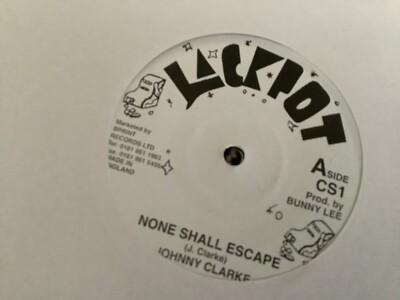 JACKPOT
Marketed by
SPRINT
RECORDS LTD
Tel: 0181 961 1963
MADE IN
ENGLAND
A SIDE
CS1
Prod. by
BUNNY LEE
NONE SHALL ESCAPE
(J. Clarke)
JOHNNY CLARKE